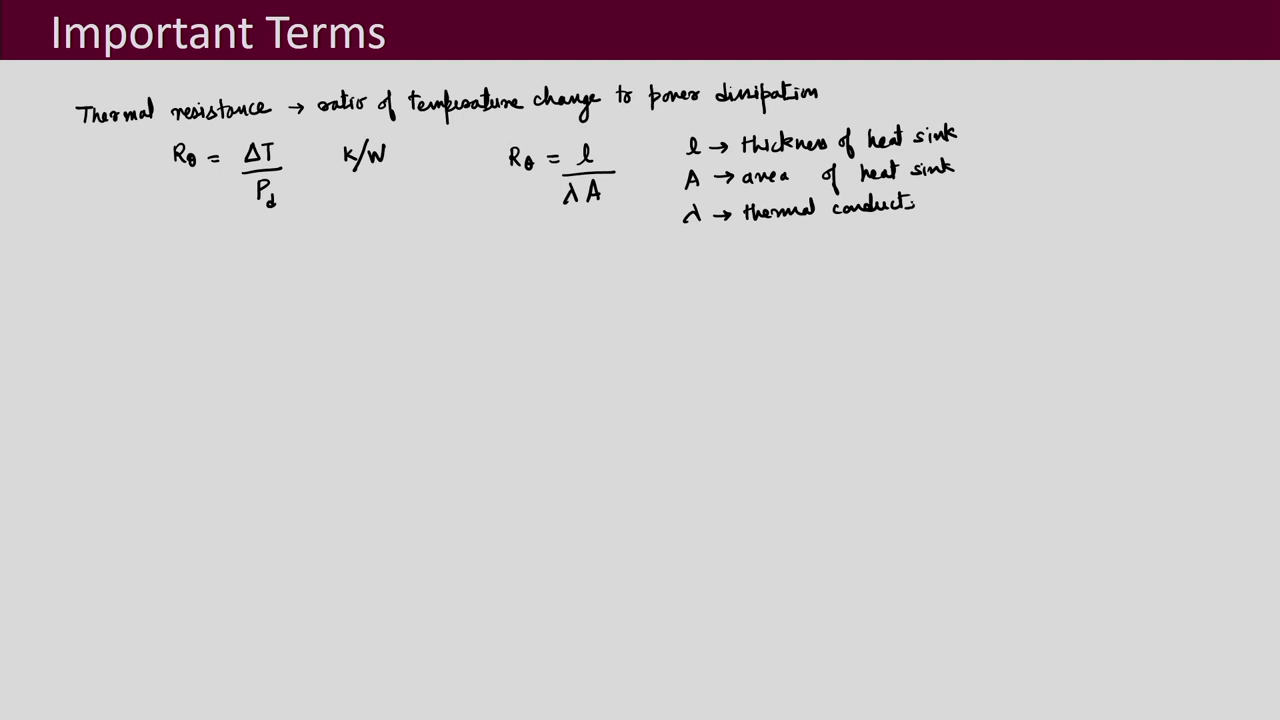 Important Terms
Thermal resistance → ratio of temperature change to power dissipation
Rθ = ΔT / Pd K/W Rθ = l / λA
l → thickness of heat sink
A → area of heat sink
λ → thermal conducti